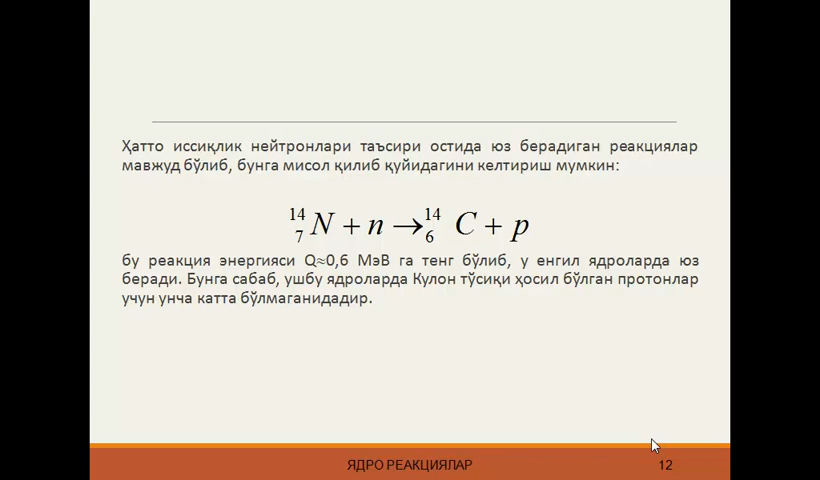 Ҳатто иссиқлик нейтронлари таъсири остида юз берадиган реакциялар
мавжуд бўлиб, бунга мисол қилиб қуйидагини келтириш мумкин:
¹⁴₇N + n →¹⁴₆ C + p
бу реакция энергияси Q≈0,6 МэВ га тенг бўлиб, у енгил ядроларда юз
беради. Бунга сабаб, ушбу ядроларда Кулон тўсиқи ҳосил бўлган протонлар
учун унча катта бўлмаганидадир.
ЯДРО РЕАКЦИЯЛАР 12